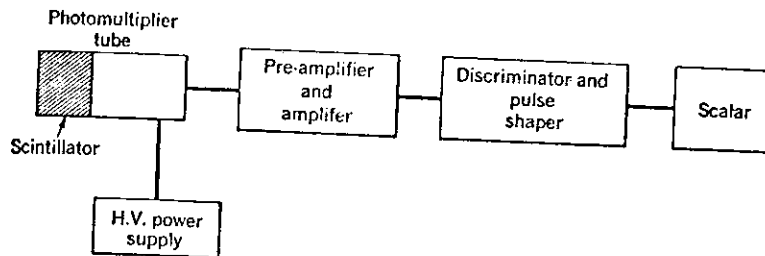 Photomultiplier
tube
Scintillator
H.V. power
supply
Pre-amplifier
and
amplifer
Discriminator and
pulse
shaper
Scalar